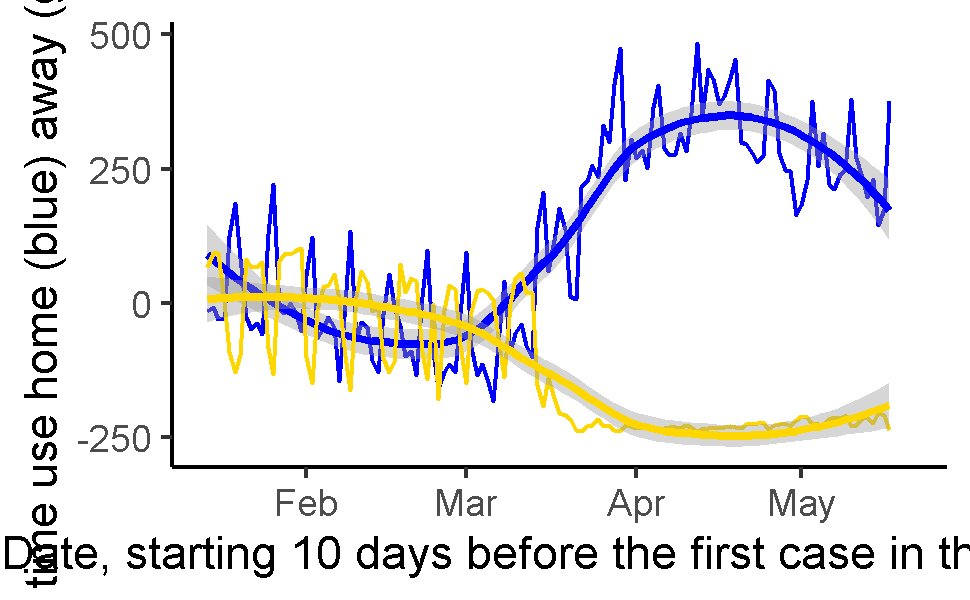 time use home (blue) away (
500
250
0
-250
Feb Mar Apr May
Date, starting 10 days before the first case in th